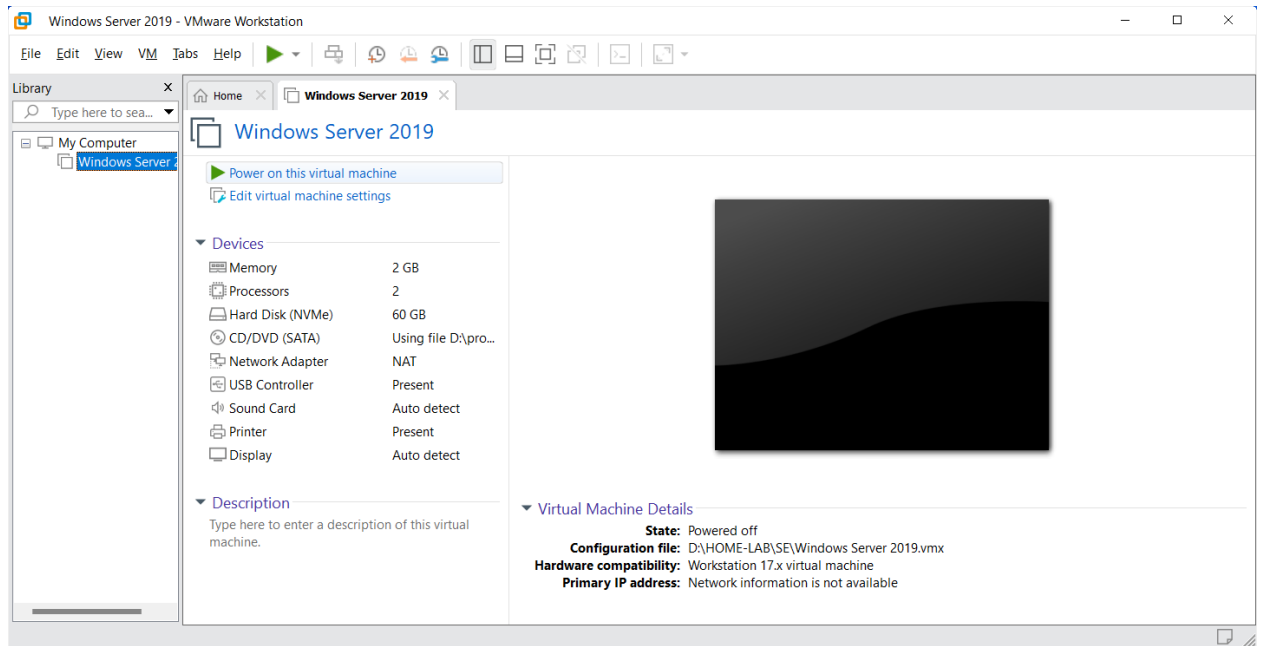 Windows Server 2019 - VMware Workstation
File Edit View VM Tabs Help
Library X
Type here to sea...
My Computer
Windows Server 2
Home
Windows Server 2019
Windows Server 2019
Power on this virtual machine
Edit virtual machine settings
Devices
Memory 2 GB
Processors 2
Hard Disk (NVMe) 60 GB
CD/DVD (SATA) Using file D:\pro...
Network Adapter NAT
USB Controller Present
Sound Card Auto detect
Printer Present
Display Auto detect
Description
Type here to enter a description of this virtual
machine.
Virtual Machine Details
State: Powered off
Configuration file: D:\HOME-LAB\SE\Windows Server 2019.vmx
Hardware compatibility: Workstation 17.x virtual machine
Primary IP address: Network information is not available